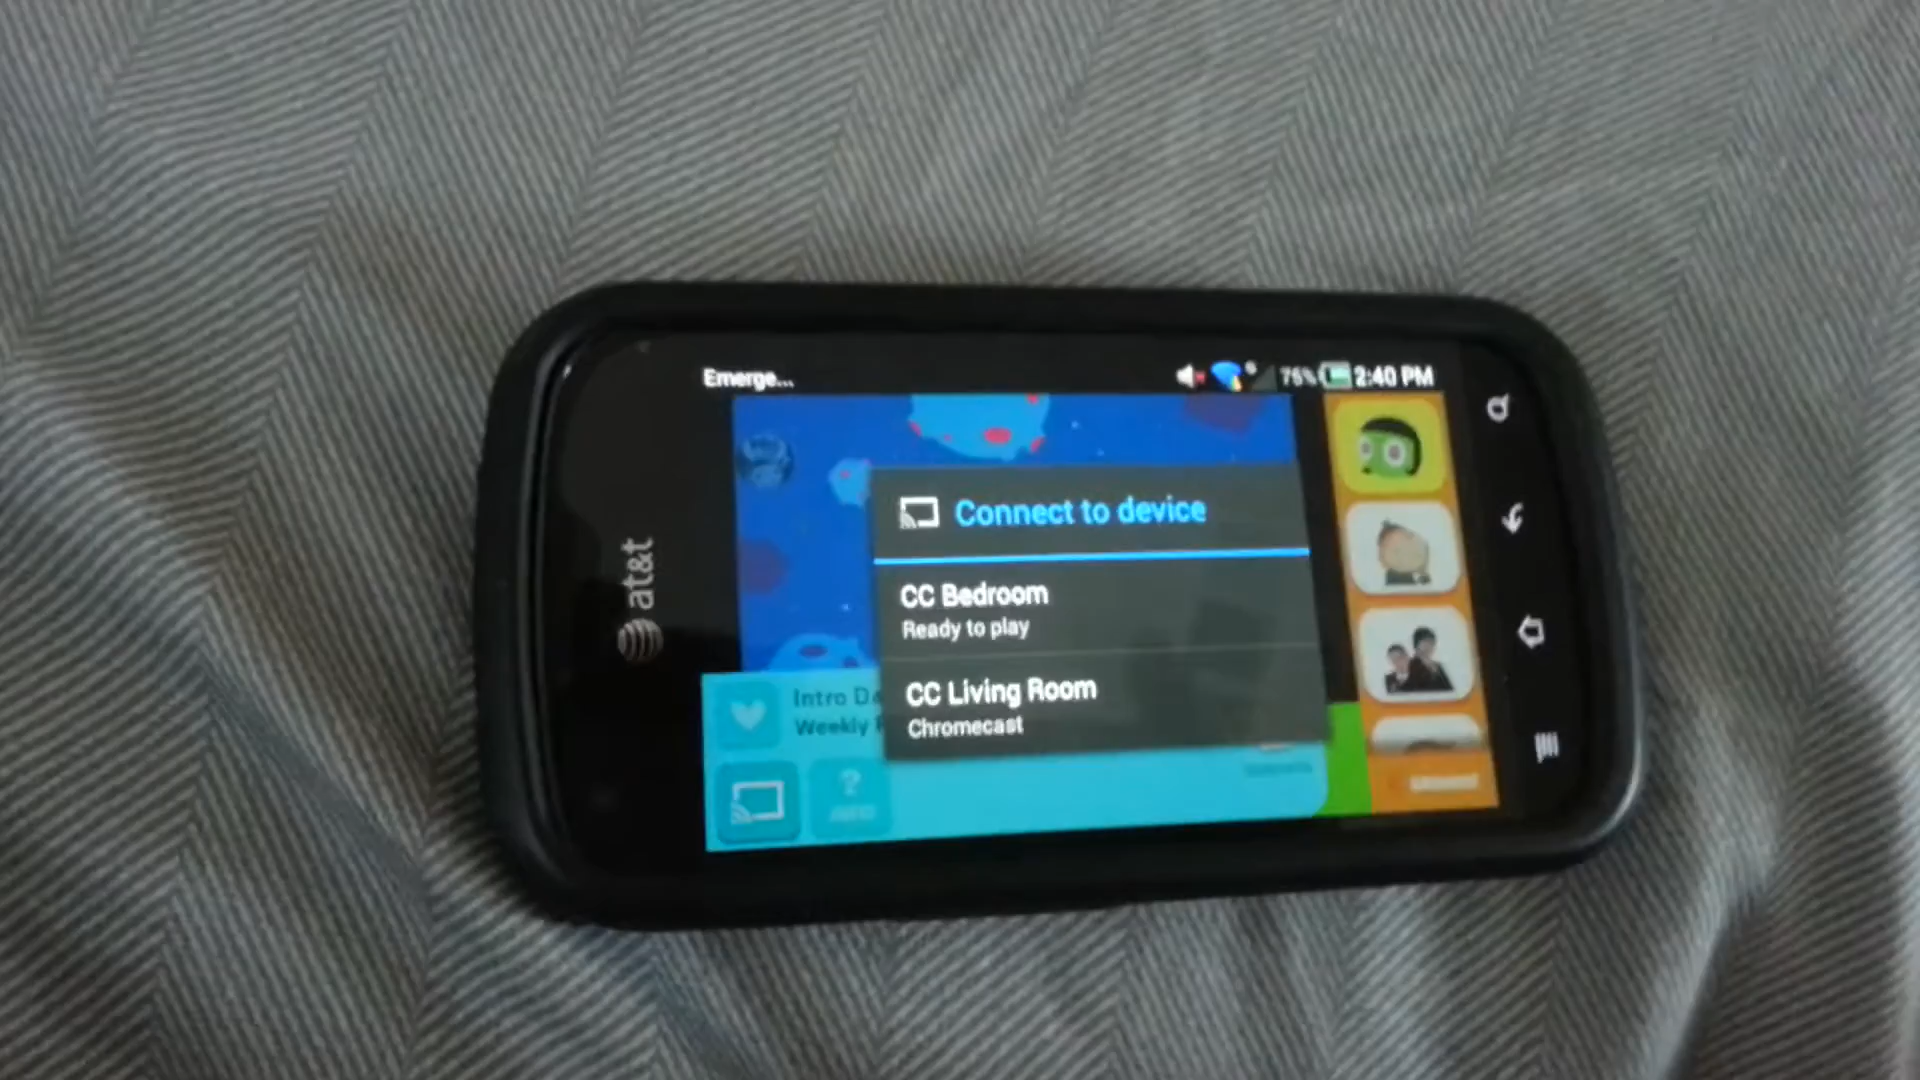 at&t
Emerge...
76% 2:40 PM
Connect to device
CC Bedroom
Ready to play
CC Living Room
Chromecast
Intro
Weekly
?